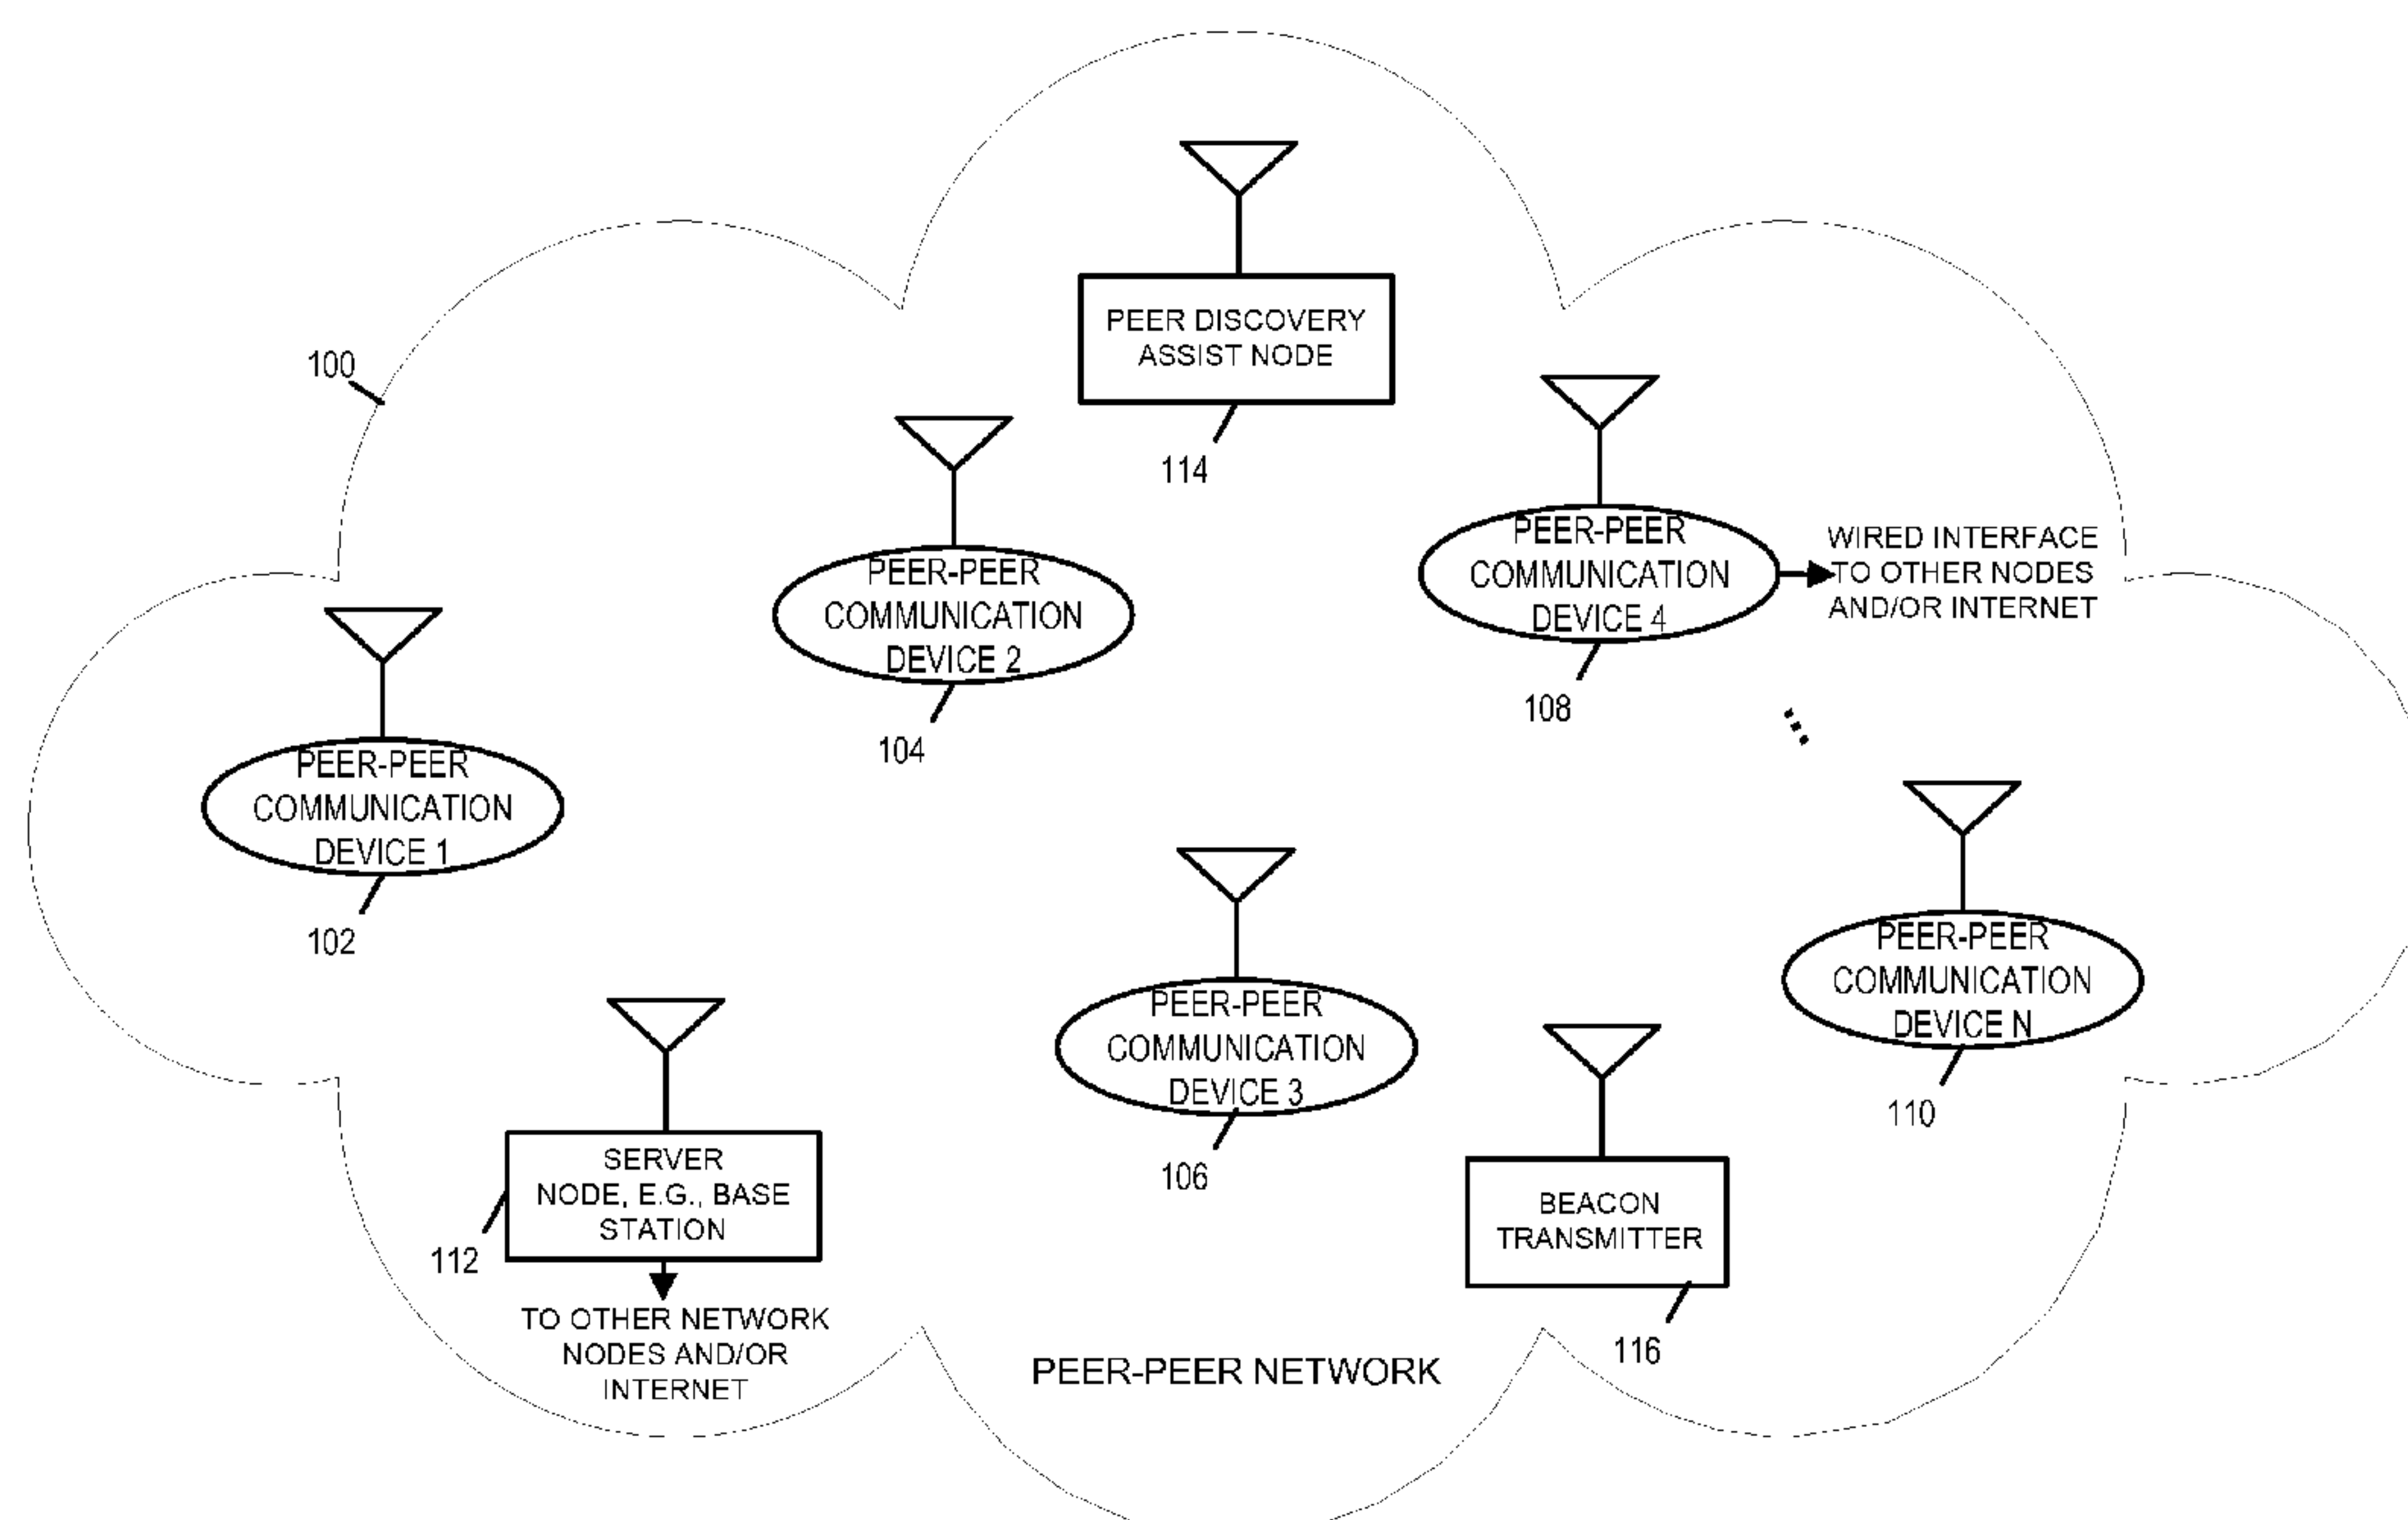 PEER DISCOVERY
ASSIST NODE
114
100
PEER-PEER
COMMUNICATION
DEVICE 4
108
WIRED INTERFACE
TO OTHER NODES
AND/OR INTERNET
PEER-PEER
COMMUNICATION
DEVICE 2
104
PEER-PEER
COMMUNICATION
DEVICE 1
102
PEER-PEER
COMMUNICATION
DEVICE 3
106
PEER-PEER
COMMUNICATION
DEVICE N
110
SERVER
NODE, E.G., BASE
STATION
112
TO OTHER NETWORK
NODES AND/OR
INTERNET
BEACON
TRANSMITTER
116
PEER-PEER NETWORK